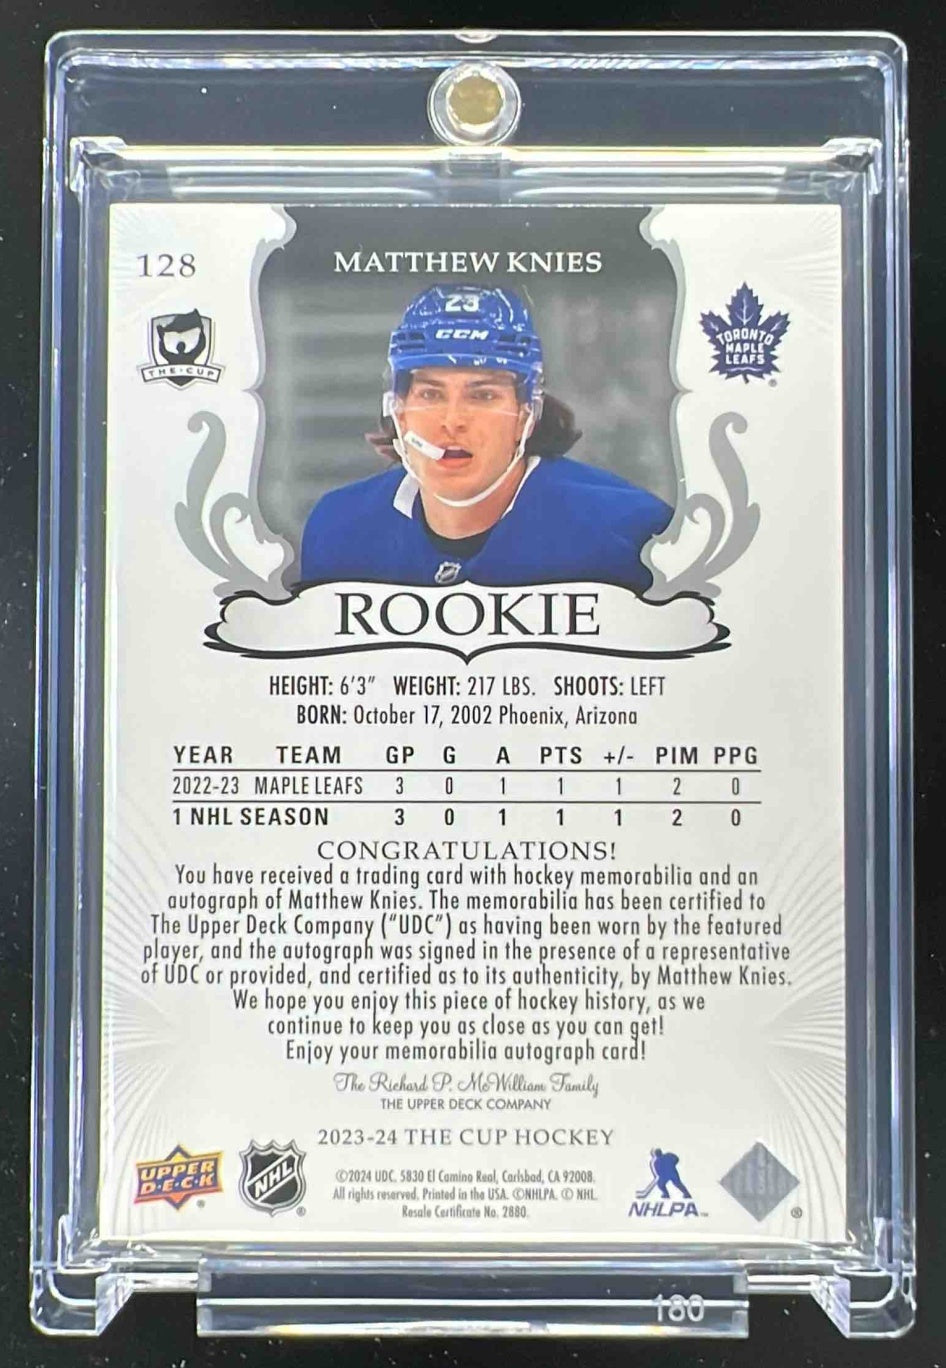 128
MATTHEW KNIES
THE·CUP
TORONTO
MAPLE
LEAFS
23
CCM
ROOKIE
HEIGHT: 6'3" WEIGHT: 217 LBS. SHOOTS: LEFT
BORN: October 17, 2002 Phoenix, Arizona
YEAR TEAM GP G A PTS +/- PIM PPG
2022-23 MAPLE LEAFS 3 0 1 1 1 2 0
1 NHL SEASON 3 0 1 1 1 2 0
CONGRATULATIONS!
You have received a trading card with hockey memorabilia and an
autograph of Matthew Knies. The memorabilia has been certified to
The Upper Deck Company ("UDC") as having been worn by the featured
player, and the autograph was signed in the presence of a representative
of UDC or provided, and certified as to its authenticity, by Matthew Knies.
We hope you enjoy this piece of hockey history, as we
continue to keep you as close as you can get!
Enjoy your memorabilia autograph card!
The Richard P. McWilliam Family
THE UPPER DECK COMPANY
2023-24 THE CUP HOCKEY
UPPER
D·E·C·K
®
NHL
®
©2024 UDC. 5830 El Camino Real, Carlsbad, CA 92008.
All rights reserved. Printed in the USA. ©NHLPA. © NHL.
Resale Certificate No. 2880.
NHLPA™
®
180